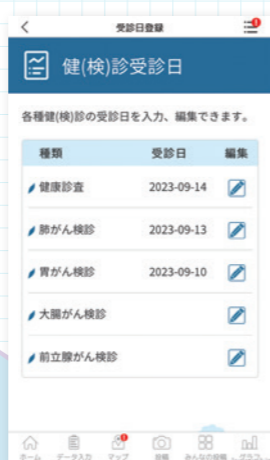 受診日登録
健(検)診受診日
各種健(検)診の受診日を入力、編集できます。
種類 受診日 編集
健康診査 2023-09-14
肺がん検診 2023-09-13
胃がん検診 2023-09-10
大腸がん検診
前立腺がん検診
ホーム データ入力 マップ 投稿 みんなの投稿 グラフ